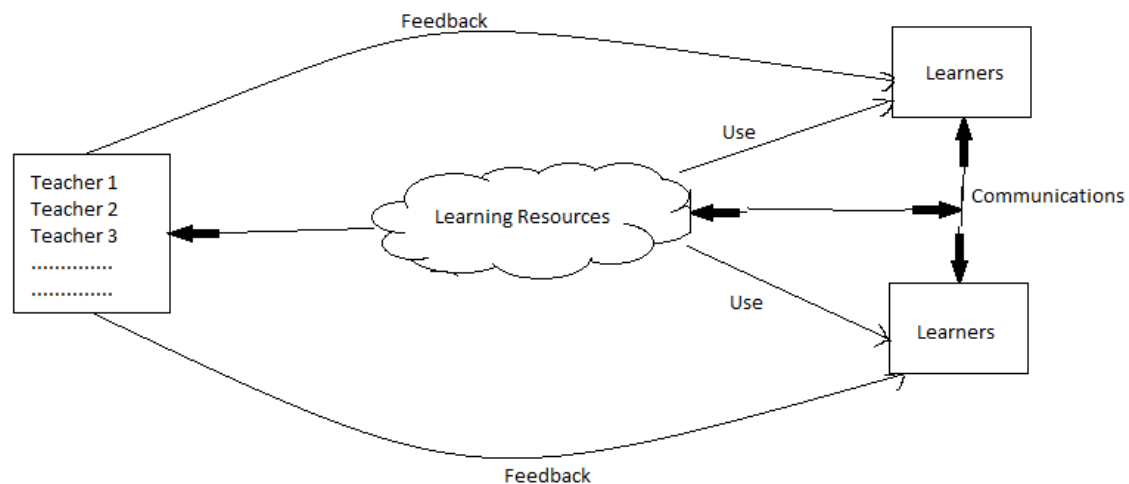 Feedback
Learners
Use
Teacher 1
Teacher 2
Teacher 3
..............
..............
Learning Resources
Communications
Use
Learners
Feedback